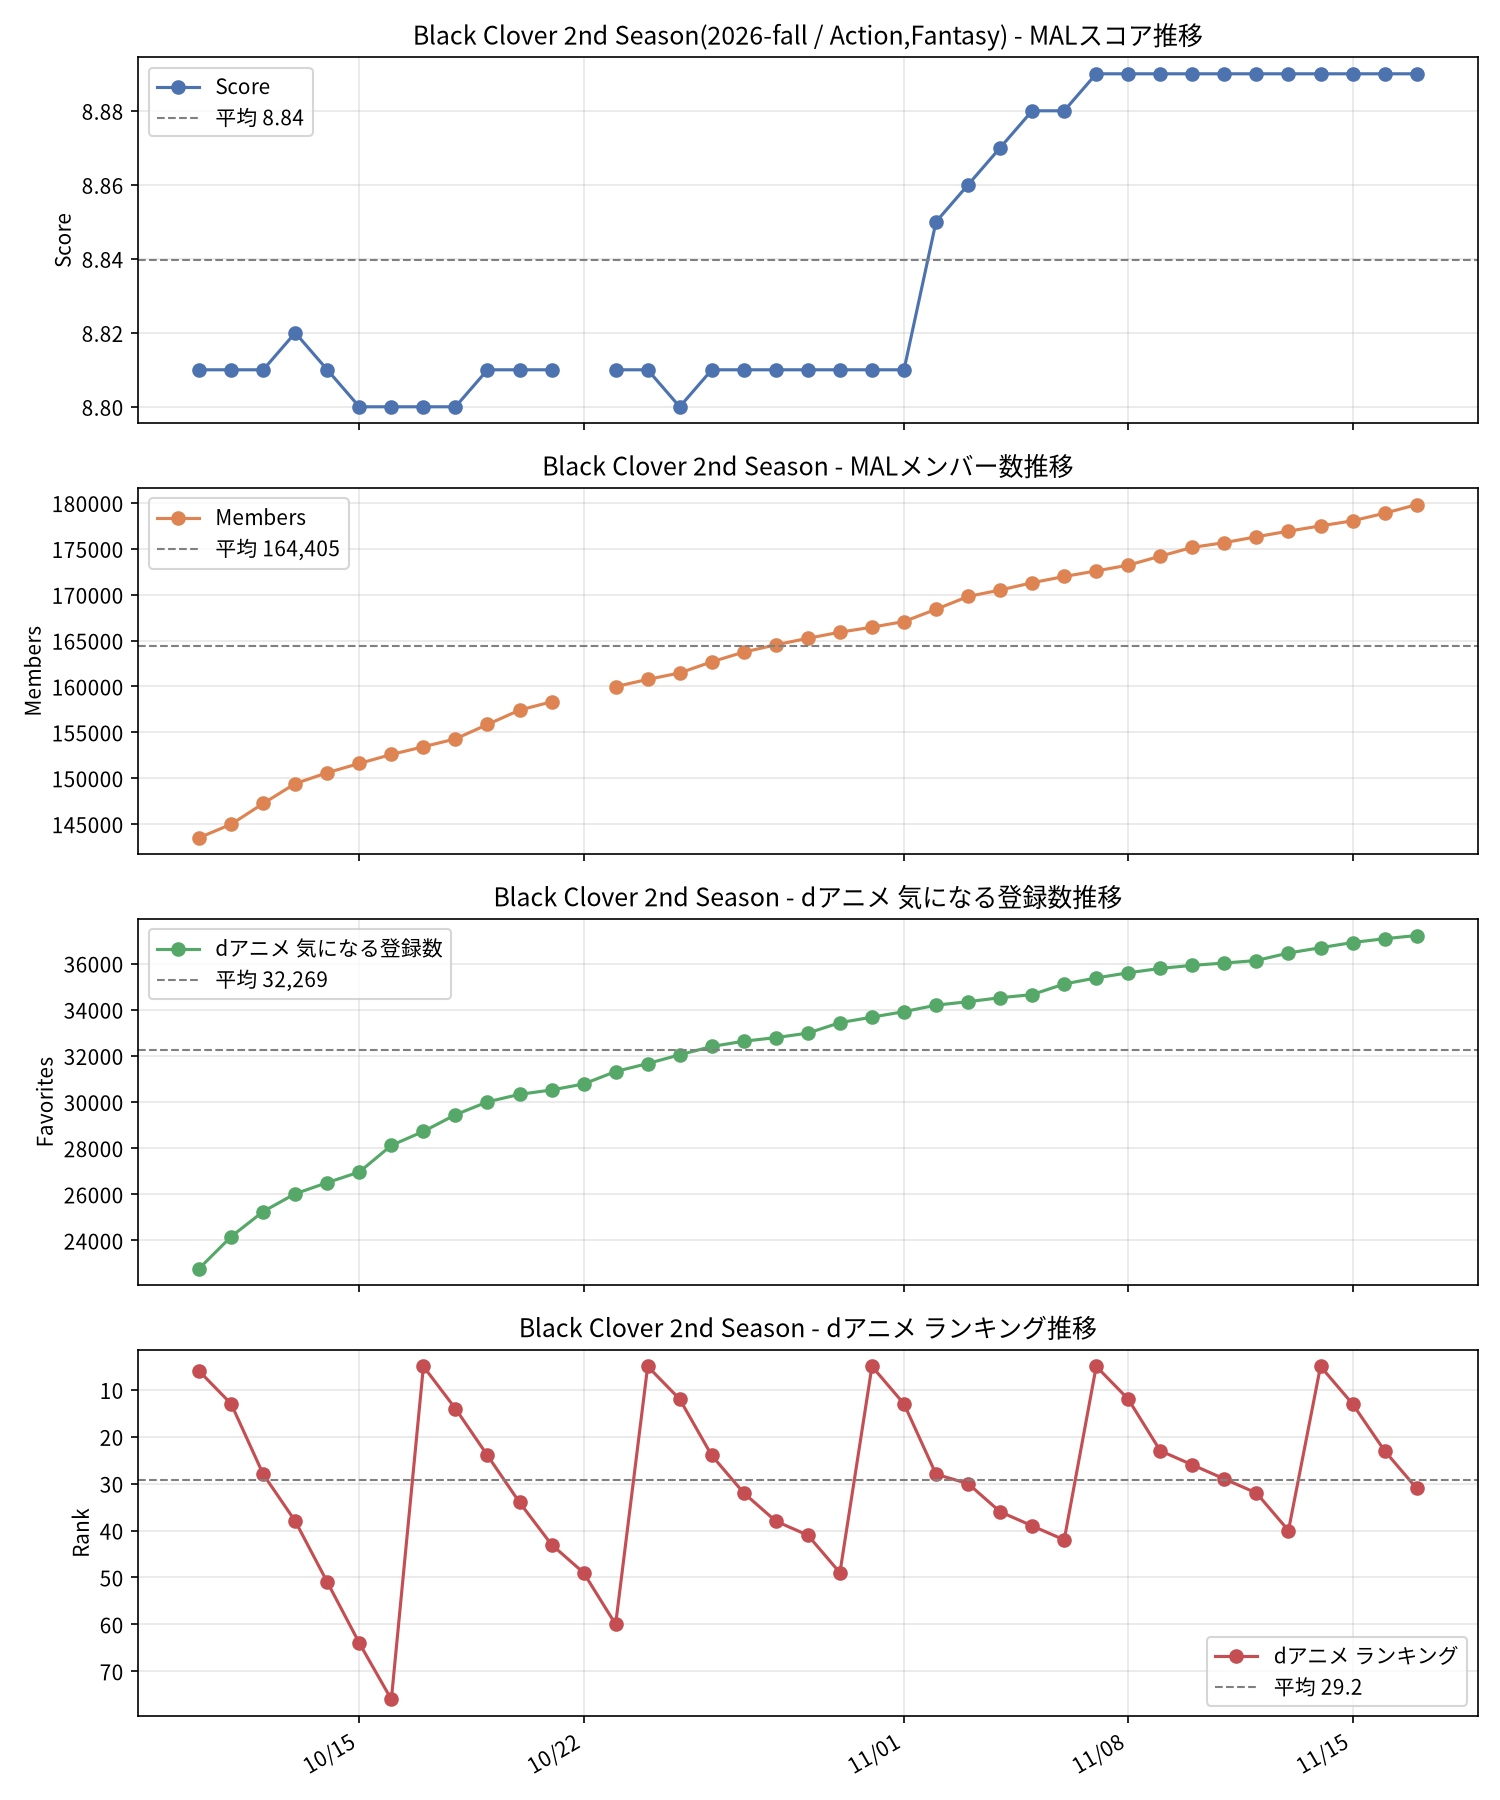 Black Clover 2nd Season(2026-fall / Action,Fantasy) - MALスコア推移
Score
平均 8.84
Score
8.88
8.86
8.84
8.82
8.80
Black Clover 2nd Season - MALメンバー数推移
Members
平均 164,405
Members
180000
175000
170000
165000
160000
155000
150000
145000
Black Clover 2nd Season - dアニメ 気になる登録数推移
dアニメ 気になる登録数
平均 32,269
Favorites
36000
34000
32000
30000
28000
26000
24000
Black Clover 2nd Season - dアニメ ランキング推移
Rank
10
20
30
40
50
60
70
dアニメ ランキング
平均 29.2
10/15
10/22
11/01
11/08
11/15